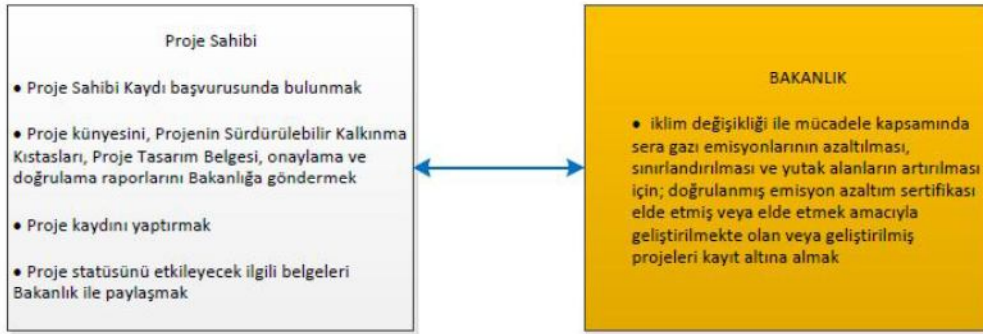 Proje Sahibi
• Proje Sahibi Kaydı başvurusunda bulunmak
• Proje künyesini, Projenin Sürdürülebilir Kalkınma
Kıstasları, Proje Tasarım Belgesi, onaylama ve
doğrulama raporlarını Bakanlığa göndermek
• Proje kaydını yaptırmak
• Proje statüsünü etkileyecek ilgili belgeleri
Bakanlık ile paylaşmak
BAKANLIK
• iklim değişikliği ile mücadele kapsamında
sera gazı emisyonlarının azaltılması,
sınırlandırılması ve yutak alanların artırılması
için; doğrulanmış emisyon azaltım sertifikası
elde etmiş veya elde etmek amacıyla
geliştirilmekte olan veya geliştirilmiş
projeleri kayıt altına almak